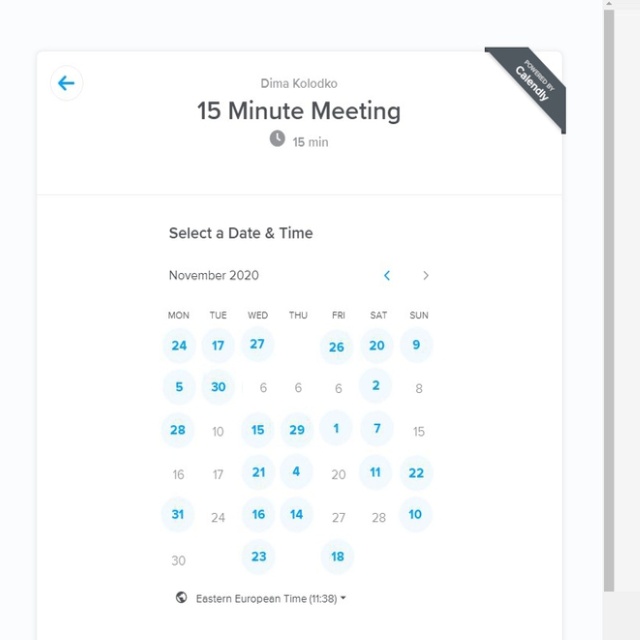 POWERED BY
Calendly
Dima Kolodko
15 Minute Meeting
15 min
Select a Date & Time
November 2020
MON TUE WED THU FRI SAT SUN
24 17 27 26 20 9
5 30 6 6 6 2 8
28 10 15 29 1 7 15
16 17 21 4 20 11 22
31 24 16 14 27 28 10
30 23 18
Eastern European Time (11:38)